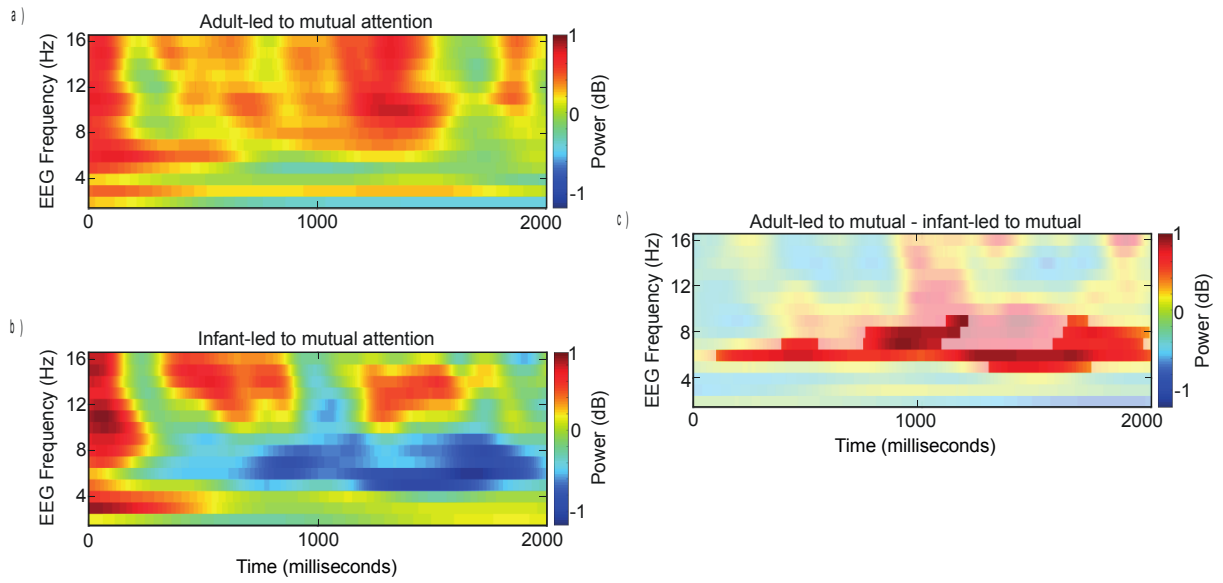 a )
Adult-led to mutual attention
EEG Frequency (Hz)
16
12
8
4
0
1000
2000
1
0
-1
Power (dB)
b )
Infant-led to mutual attention
EEG Frequency (Hz)
16
12
8
4
0
1000
2000
Time (milliseconds)
1
0
-1
Power (dB)
c )
Adult-led to mutual - infant-led to mutual
EEG Frequency (Hz)
16
12
8
4
0
1000
2000
Time (milliseconds)
1
0
-1
Power (dB)